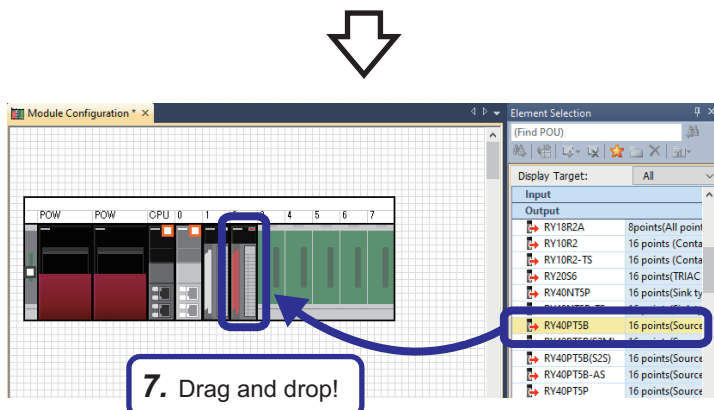 Module Configuration *
Element Selection
(Find POU)
Display Target: All
Input
Output
POW POW CPU 0 1 4 5 6 7
RY18R2A 8points(All point
RY10R2 16 points (Conta
RY10R2-TS 16 points (Conta
RY20S6 16 points(TRIAC
RY40NT5P 16 points(Sink ty
RY40PT5B 16 points(Source
RY40PT5B(S2S) 16 points(Source
RY40PT5B-AS 16 points(Source
RY40PT5P 16 points(Source
7. Drag and drop!